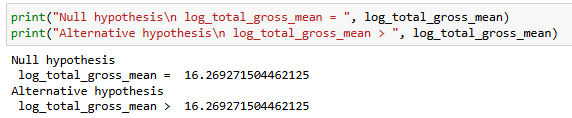 print("Null hypothesis\n log_total_gross_mean = ", log_total_gross_mean)
print("Alternative hypothesis\n log_total_gross_mean > ", log_total_gross_mean)
Null hypothesis
 log_total_gross_mean =  16.269271504462125
Alternative hypothesis
 log_total_gross_mean >  16.269271504462125